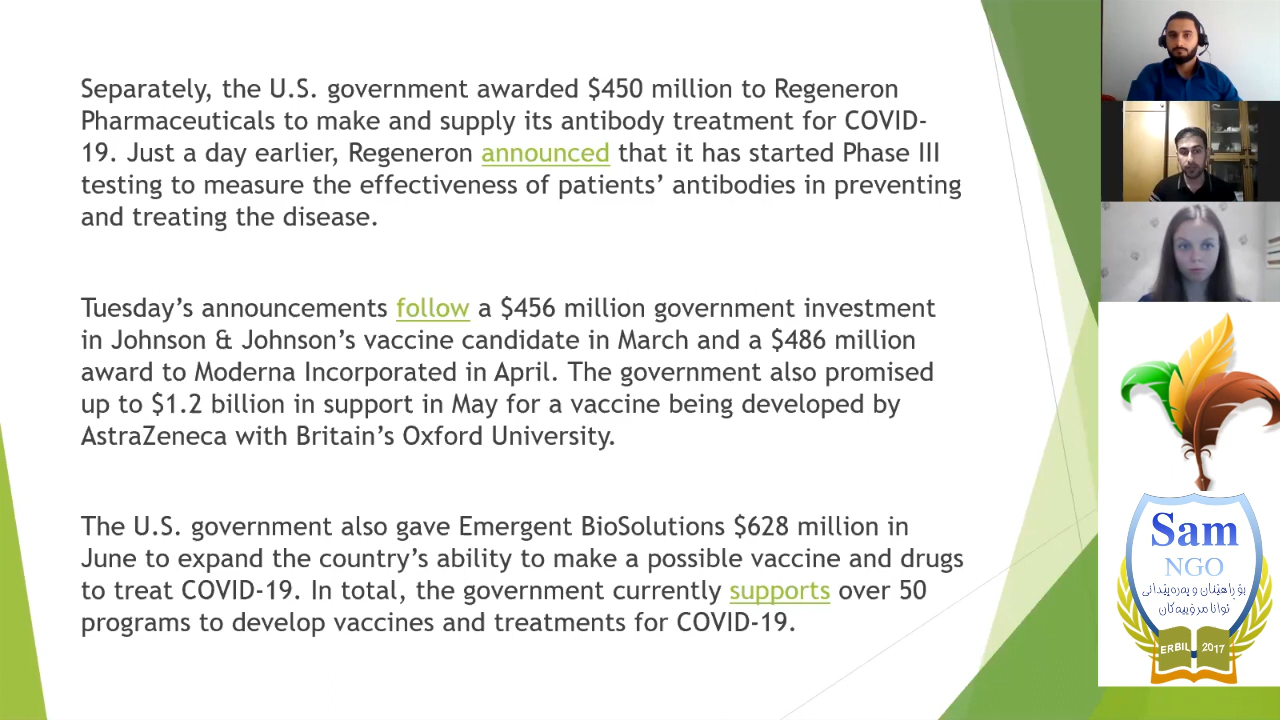 Separately, the U.S. government awarded $450 million to Regeneron
Pharmaceuticals to make and supply its antibody treatment for COVID-
19. Just a day earlier, Regeneron announced that it has started Phase III
testing to measure the effectiveness of patients’ antibodies in preventing
and treating the disease.
Tuesday’s announcements follow a $456 million government investment
in Johnson & Johnson’s vaccine candidate in March and a $486 million
award to Moderna Incorporated in April. The government also promised
up to $1.2 billion in support in May for a vaccine being developed by
AstraZeneca with Britain’s Oxford University.
The U.S. government also gave Emergent BioSolutions $628 million in
June to expand the country’s ability to make a possible vaccine and drugs
to treat COVID-19. In total, the government currently supports over 50
programs to develop vaccines and treatments for COVID-19.
Sam
NGO
بۆ ڕاهێنان و پەرەپێدانی
توانا مرۆییەکان
ERBIL 2017